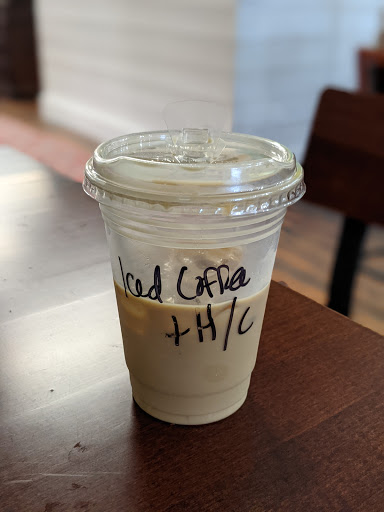 Iced Coffee
+ H/C